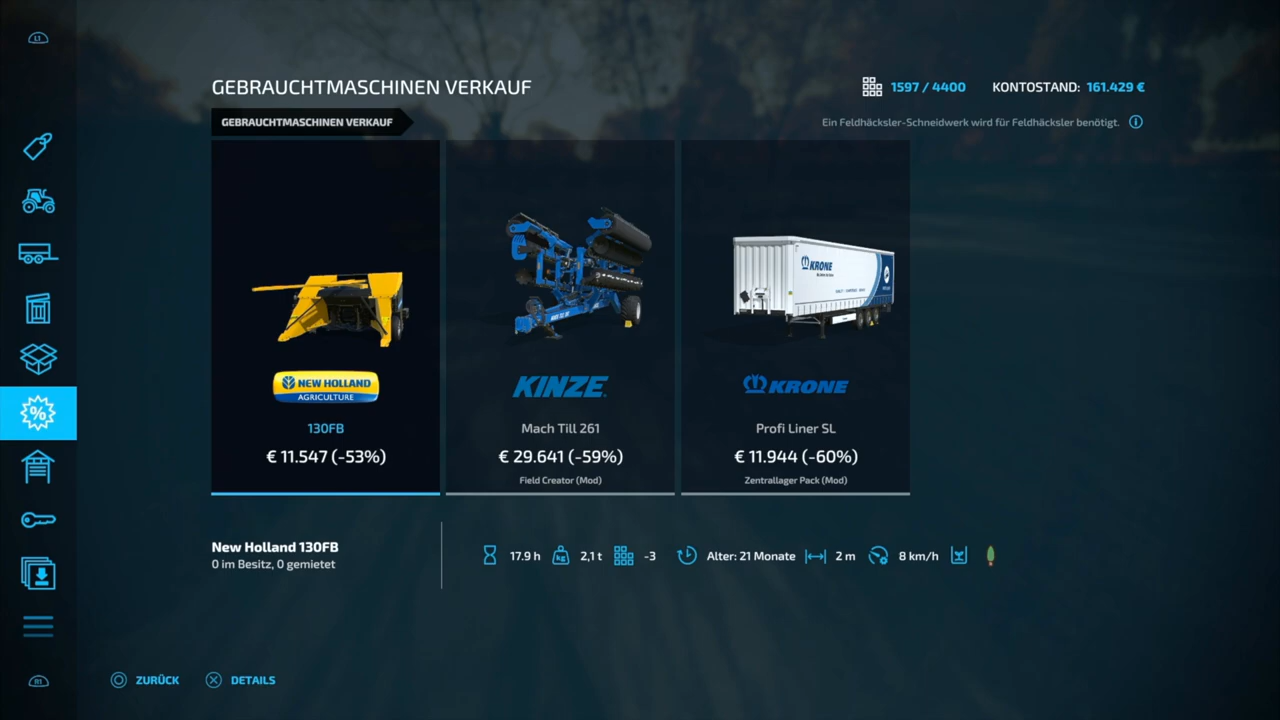 L1
GEBRAUCHTMASCHINEN VERKAUF
1597 / 4400
KONTOSTAND: 161.429 €
GEBRAUCHTMASCHINEN VERKAUF
Ein Feldhäcksler-Schneidwerk wird für Feldhäcksler benötigt.
KRONE
NEW HOLLAND
AGRICULTURE
KINZE
KRONE
130FB
Mach Till 261
Profi Liner SL
€ 11.547 (-53%)
€ 29.641 (-59%)
€ 11.944 (-60%)
Field Creator (Mod)
Zentrallager Pack (Mod)
New Holland 130FB
0 im Besitz, 0 gemietet
17.9 h
2,1 t
-3
Alter: 21 Monate
2 m
8 km/h
R1
ZURÜCK
DETAILS